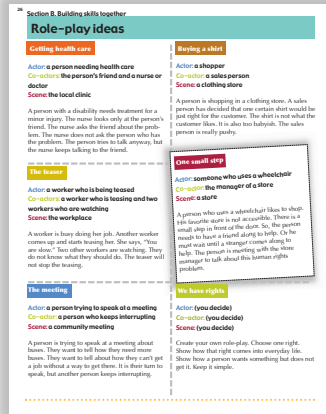 26
Section B. Building skills together
Role-play ideas
Getting health care
Actor: a person needing health care
Co-actors: the person's friend and a nurse or
doctor
Scene: the local clinic
A person with a disability needs treatment for a
minor injury. The nurse looks only at the person's
friend. The nurse asks the friend about the prob-
lem. The nurse does not ask the person who has
the problem. The person tries to talk anyway, but
the nurse keeps talking to the friend.
The teaser
Actor: a worker who is being teased
Co-actor: a worker who is teasing and two
workers who are watching
Scene: the workplace
A worker is busy doing her job. Another worker
comes up and starts teasing her. She says, "You
are slow." Two other workers are watching. They
do not know what they should do. The teaser will
not stop the teasing.
The meeting
Actor: a person trying to speak at a meeting
Co-actor: a person who keeps interrupting
Scene: a community meeting
A person is trying to speak at a meeting about
buses. They want to tell how they need more
buses. They want to tell about how they can't get
a job without a way to get there. It is their turn to
speak, but another person keeps interrupting.
Buying a shirt
Actor: a shopper
Co-actor: a sales person
Scene: a clothing store
A person is shopping in a clothing store. A sales
person has decided that one certain shirt would be
just right for the customer. The shirt is not what the
customer likes. It is also too babyish. The sales
person is really pushy.
One small step
Actor: someone who uses a wheelchair
Co-actor: the manager of a store
Scene: a store
A person who uses a wheelchair likes to shop.
His favorite store is not accessible. There is a
small step in front of the door. So, the person
needs to have a friend along to help. Or he
must wait until a stranger comes along to
help. The person is meeting with the store
manager to talk about this human rights
problem.
We have rights
Actor: (you decide)
Co-actor: (you decide)
Scene: (you decide)
Create your own role-play. Choose one right.
Show how that right comes into everyday life.
Show how a person wants something but does not
get it. Keep it simple.